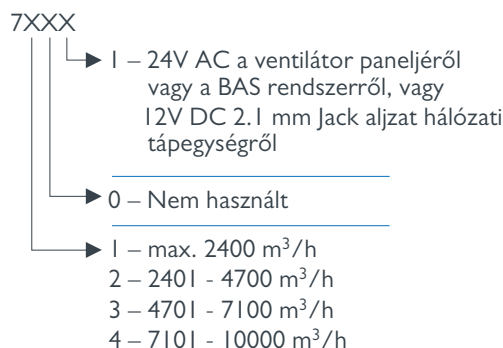 7XXX
1 – 24V AC a ventilátor paneljéről
vagy a BAS rendszerről, vagy
12V DC 2.1 mm Jack aljzat hálózati
tápegységről
0 – Nem használt
1 – max. 2400 m³/h
2 – 2401 - 4700 m³/h
3 – 4701 - 7100 m³/h
4 – 7101 - 10000 m³/h